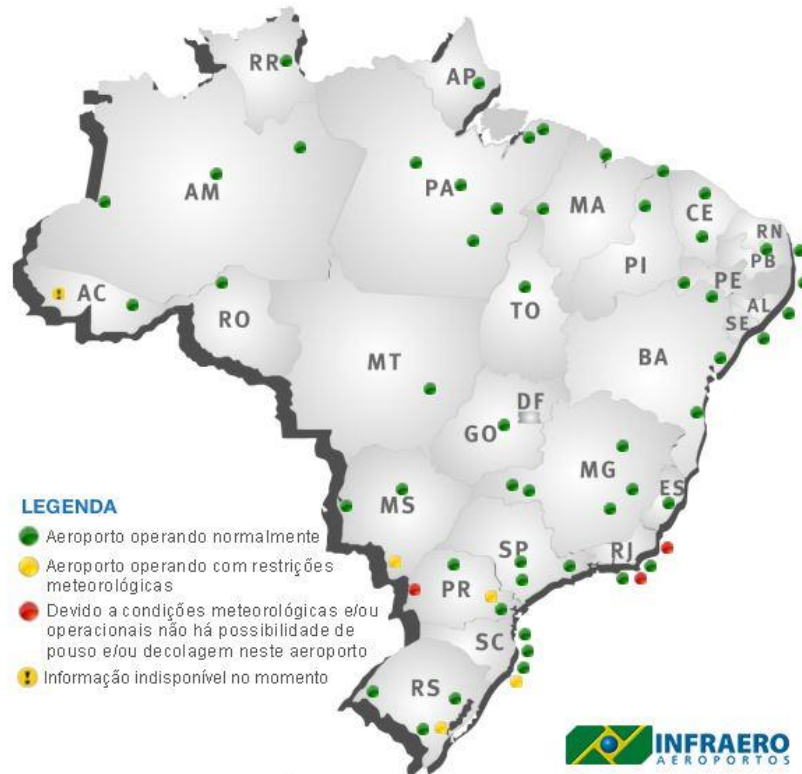 RR
AP
AM
PA
MA
CE
RN
PB
PI
PE
AL
SE
AC
RO
TO
BA
MT
DF
GO
MG
ES
MS
SP
RJ
PR
SC
RS
LEGENDA
Aeroporto operando normalmente
Aeroporto operando com restrições
meteorológicas
Devido a condições meteorológicas e/ou
operacionais não há possibilidade de
pouso e/ou decolagem neste aeroporto
! Informação indisponível no momento
INFRAERO
AEROPORTOS